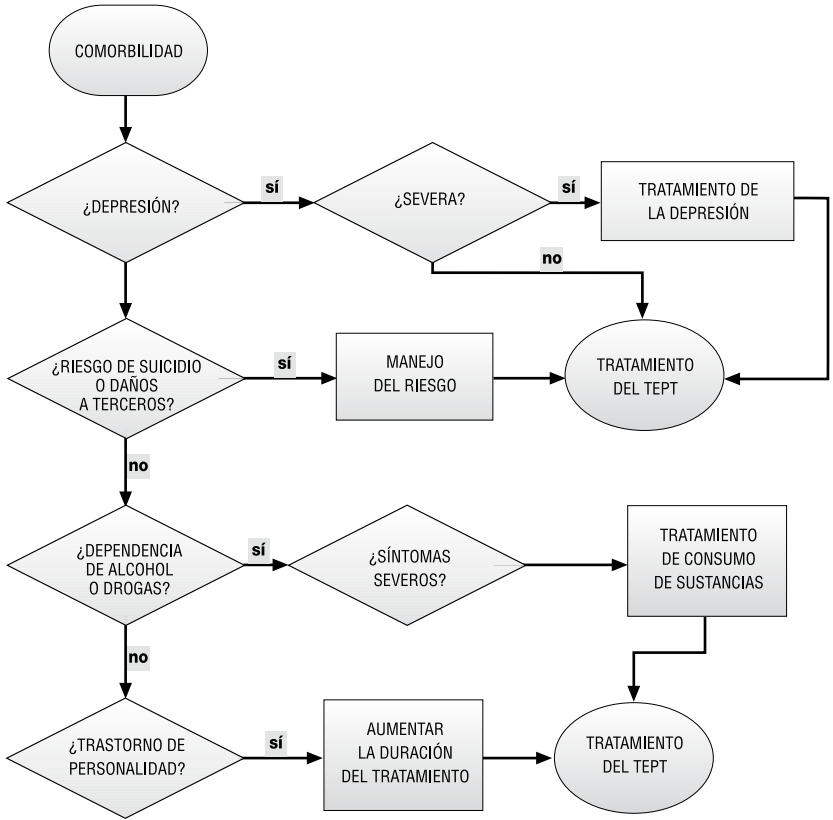 COMORBILIDAD
¿DEPRESIÓN?
sí
¿SEVERA?
sí
TRATAMIENTO DE
LA DEPRESIÓN
no
¿RIESGO DE SUICIDIO
O DAÑOS
A TERCEROS?
sí
MANEJO
DEL RIESGO
TRATAMIENTO
DEL TEPT
no
¿DEPENDENCIA
DE ALCOHOL
O DROGAS?
sí
¿SÍNTOMAS
SEVEROS?
TRATAMIENTO
DE CONSUMO
DE SUSTANCIAS
no
¿TRASTORNO DE
PERSONALIDAD?
sí
AUMENTAR
LA DURACIÓN
DEL TRATAMIENTO
TRATAMIENTO
DEL TEPT